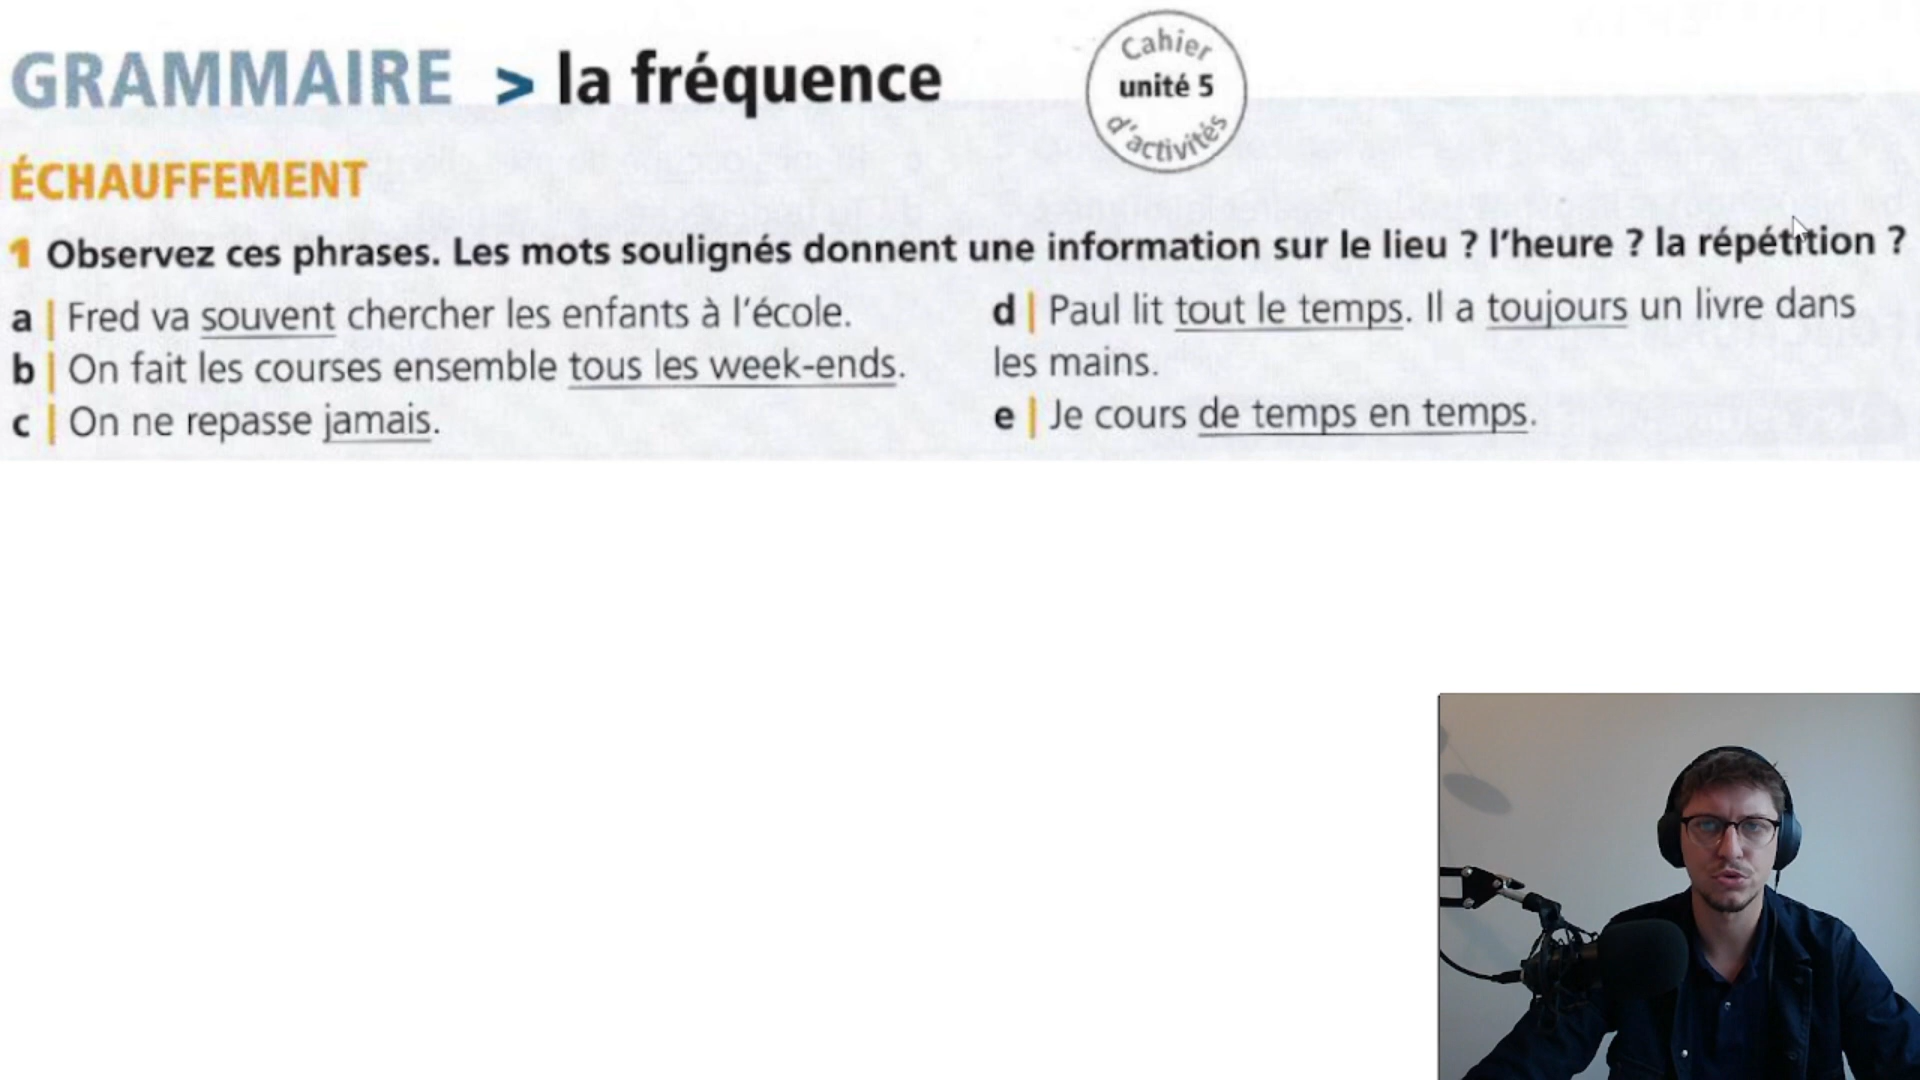 GRAMMAIRE > la fréquence
Cahier
unité 5
d'activités
ÉCHAUFFEMENT
1 Observez ces phrases. Les mots soulignés donnent une information sur le lieu ? l'heure ? la répétition ?
a | Fred va souvent chercher les enfants à l'école.
b | On fait les courses ensemble tous les week-ends.
c | On ne repasse jamais.
d | Paul lit tout le temps. Il a toujours un livre dans
les mains.
e | Je cours de temps en temps.